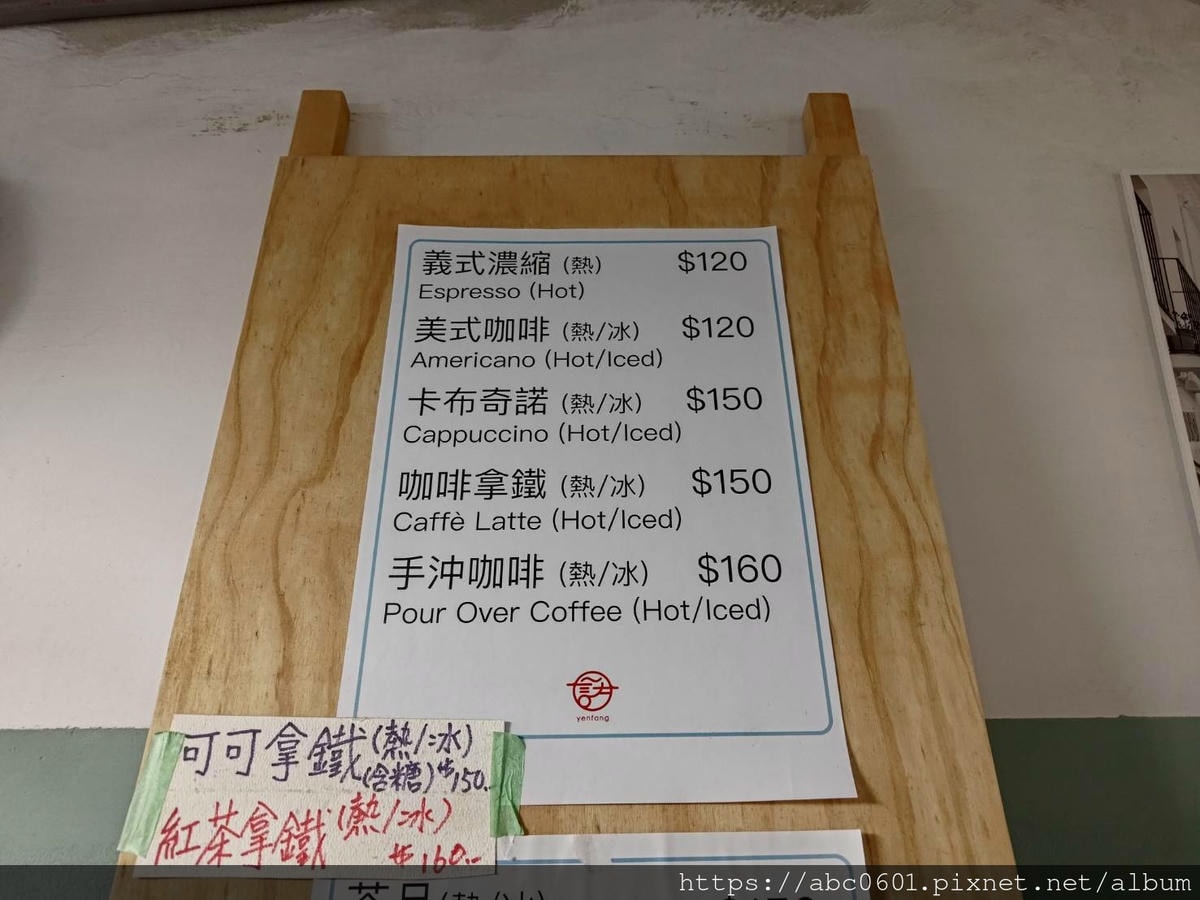 義式濃縮 (熱) $120
Espresso (Hot)
美式咖啡 (熱/冰) $120
Americano (Hot/Iced)
卡布奇諾 (熱/冰) $150
Cappuccino (Hot/Iced)
咖啡拿鐵 (熱/冰) $150
Caffè Latte (Hot/Iced)
手沖咖啡 (熱/冰) $160
Pour Over Coffee (Hot/Iced)
yenfang
可可拿鐵(熱/冰)
(含糖) $150.-
紅茶拿鐵(熱/冰)
$160.-
https://abc0601.pixnet.net/album